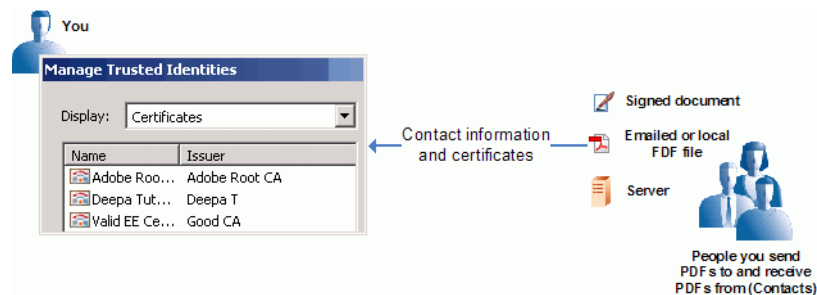 You
Manage Trusted Identities
Display: Certificates
Name Issuer
Adobe Roo... Adobe Root CA
Deepa Tut... Deepa T
Valid EE Ce... Good CA
Contact information
and certificates
Signed document
Emailed or local
FDF file
Server
People you send
PDFs to and receive
PDFs from (Contacts)